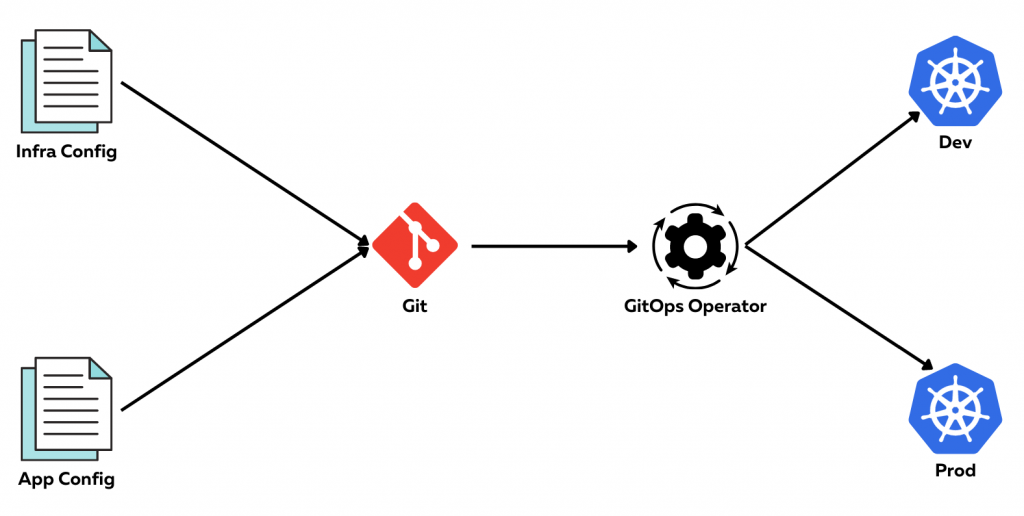 Infra Config
App Config
Git
GitOps Operator
Dev
Prod